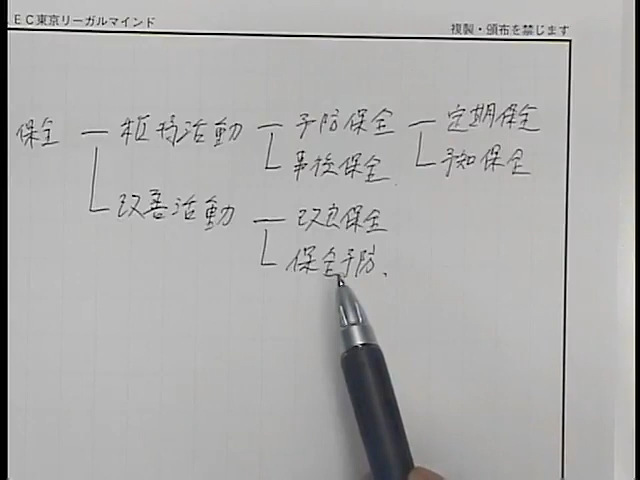 LEC東京リーガルマインド
複製・頒布を禁じます
保全 ― 維持活動 ― 予防保全 ― 定期保全
事後保全 予知保全
改善活動 ― 改良保全
保全予防.